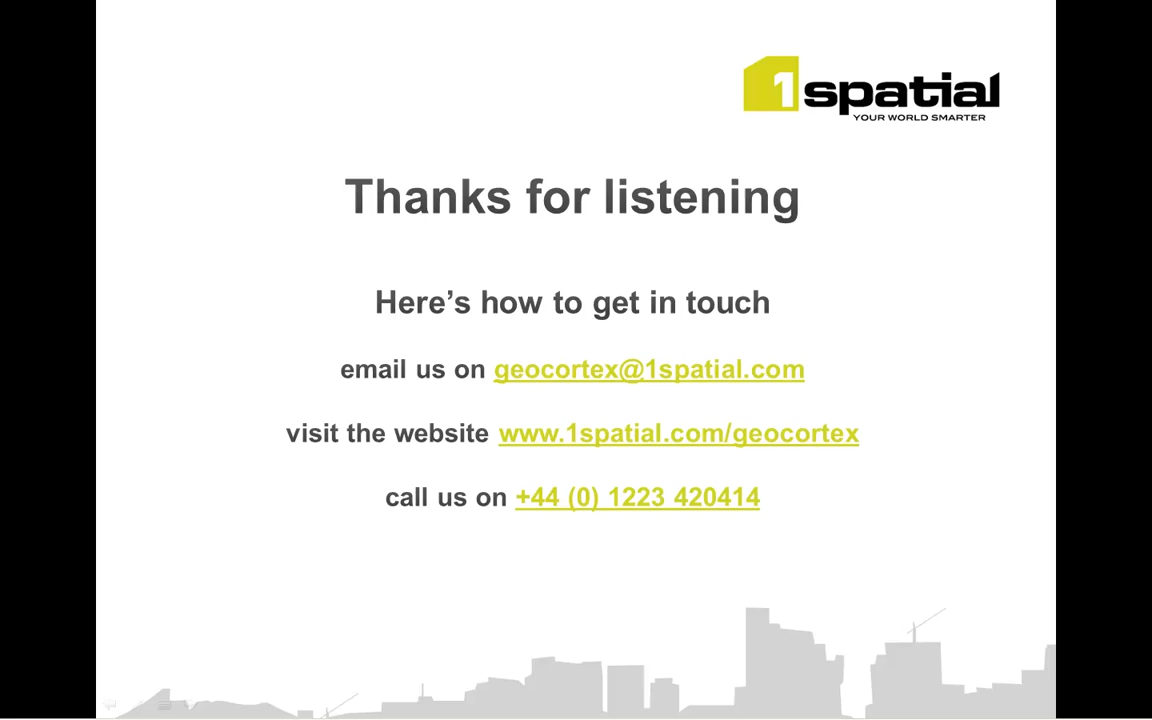 1spatial
YOUR WORLD SMARTER
Thanks for listening
Here’s how to get in touch
email us on geocortex@1spatial.com
visit the website www.1spatial.com/geocortex
call us on +44 (0) 1223 420414